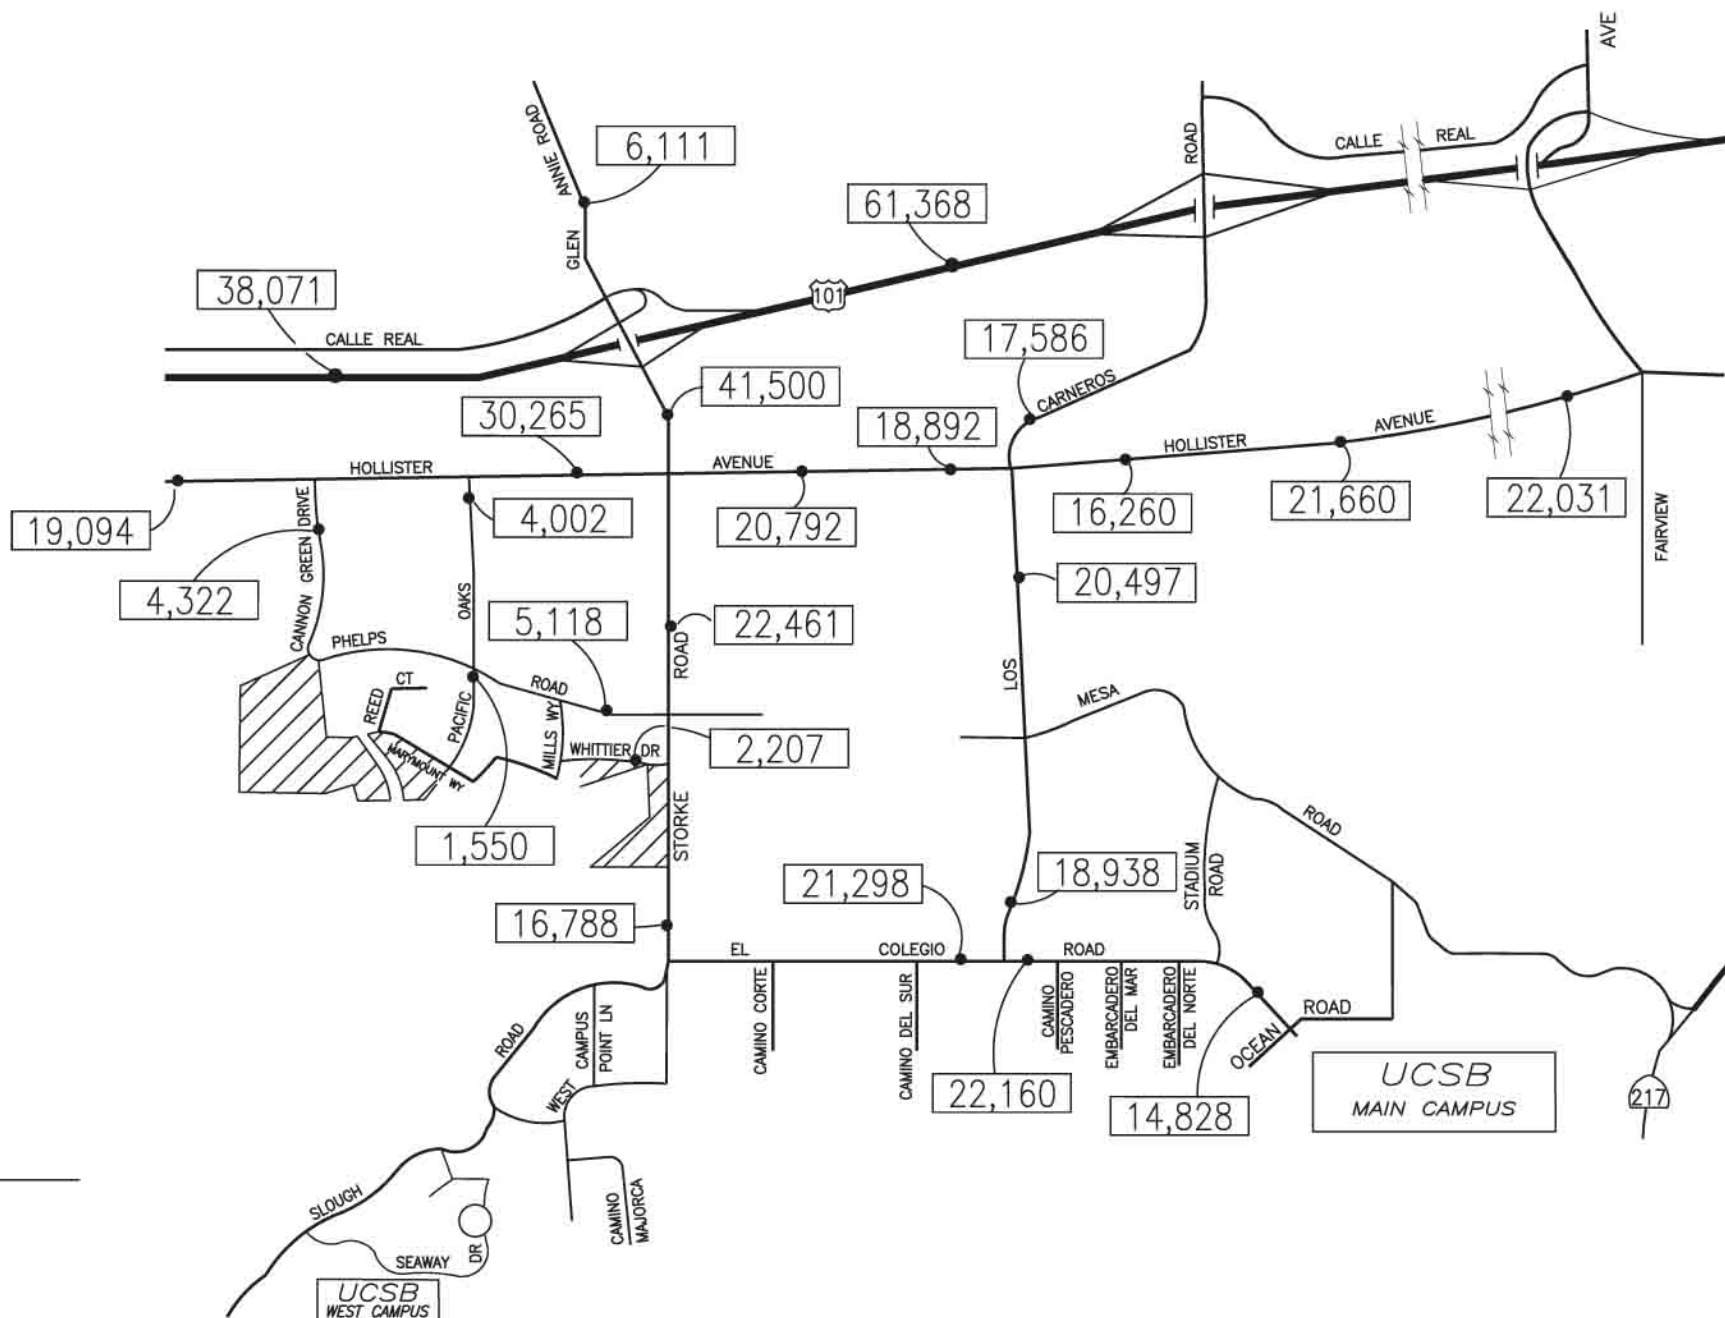 AVE
ANNIE ROAD
6,111
ROAD
CALLE REAL
61,368
GLEN
38,071
101
CALLE REAL
17,586
41,500
CARNEROS
30,265
18,892
AVENUE
HOLLISTER
HOLLISTER
AVENUE
19,094
4,002
20,792
16,260
21,660
22,031
CANNON GREEN DRIVE
FAIRVIEW
4,322
OAKS
20,497
5,118
22,461
PHELPS
ROAD
ROAD
LOS
CT
REED
PACIFIC
MILLS WY
MESA
MARYMOUNT WY
WHITTIER DR
2,207
STORKE
ROAD
1,550
STADIUM
ROAD
21,298
18,938
16,788
EL
COLEGIO
ROAD
CAMINO CORTE
CAMINO DEL SUR
CAMINO
PESCADERO
EMBARCADERO
DEL MAR
EMBARCADERO
DEL NORTE
ROAD
OCEAN
ROAD
CAMPUS
POINT LN
WEST
22,160
14,828
UCSB
MAIN CAMPUS
217
SLOUGH
CAMINO
MAJORCA
SEAWAY
DR
UCSB
WEST CAMPUS